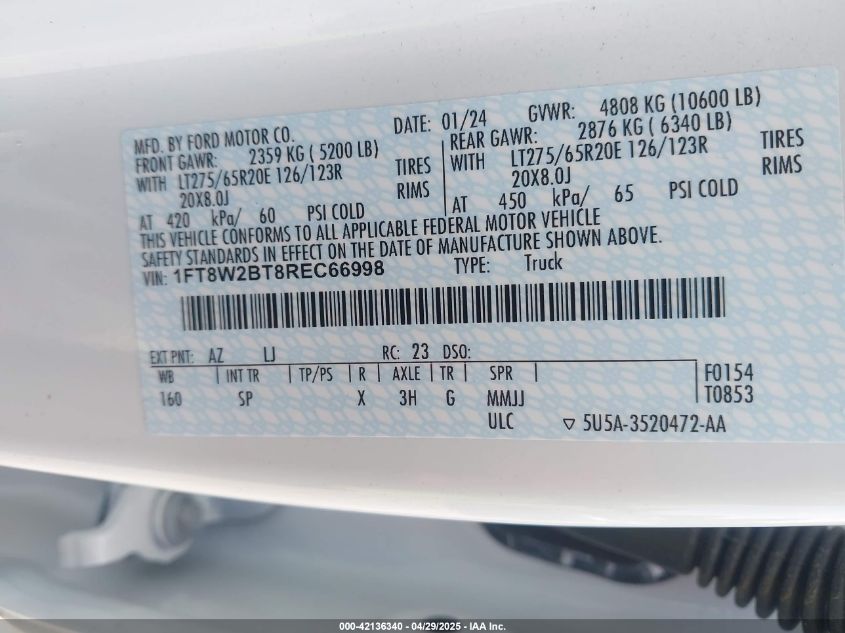 MFD. BY FORD MOTOR CO. DATE: 01/24 GVWR: 4808 KG (10600 LB)
FRONT GAWR: 2359 KG ( 5200 LB) REAR GAWR: 2876 KG ( 6340 LB)
WITH LT275/65R20E 126/123R TIRES WITH LT275/65R20E 126/123R TIRES
20X8.0J RIMS 20X8.0J RIMS
AT 420 kPa/ 60 PSI COLD AT 450 kPa/ 65 PSI COLD
THIS VEHICLE CONFORMS TO ALL APPLICABLE FEDERAL MOTOR VEHICLE
SAFETY STANDARDS IN EFFECT ON THE DATE OF MANUFACTURE SHOWN ABOVE.
VIN: 1FT8W2BT8REC66998 TYPE: Truck
EXT PNT: AZ LJ RC: 23 DSO:
WB | INT TR | TP/PS | R | AXLE | TR | SPR | F0154
160 SP X 3H G MMJJ T0853
ULC ▽ 5U5A-3520472-AA
000-42136340 - 04/29/2025 - IAA Inc.